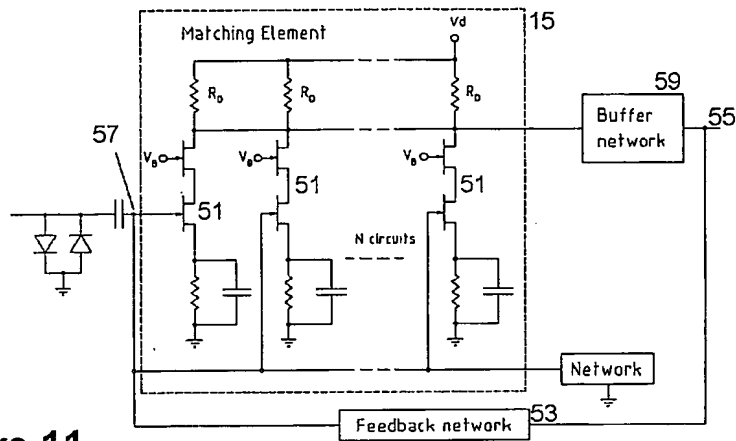 15
Matching Element
Vd
R_D
R_D
R_D
59
Buffer network
55
57
V_B
V_B
V_B
51
51
51
N circuits
Network
Feedback network
53